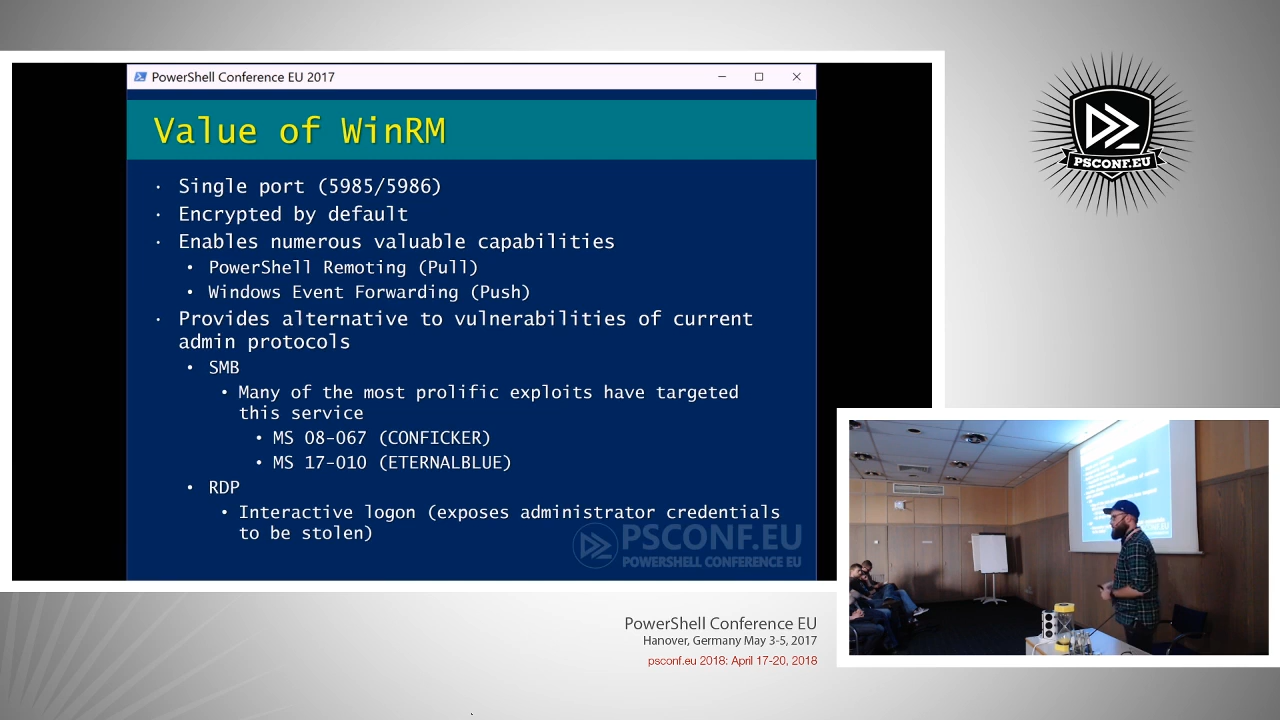 PowerShell Conference EU 2017
Value of WinRM
· Single port (5985/5986)
· Encrypted by default
· Enables numerous valuable capabilities
• PowerShell Remoting (Pull)
• Windows Event Forwarding (Push)
· Provides alternative to vulnerabilities of current
admin protocols
• SMB
• Many of the most prolific exploits have targeted
this service
• MS 08-067 (CONFICKER)
• MS 17-010 (ETERNALBLUE)
• RDP
• Interactive logon (exposes administrator credentials
to be stolen)
PSCONF.EU
POWERSHELL CONFERENCE EU
PSCONF.EU
PowerShell Conference EU
Hanover, Germany May 3-5, 2017
psconf.eu 2018: April 17-20, 2018